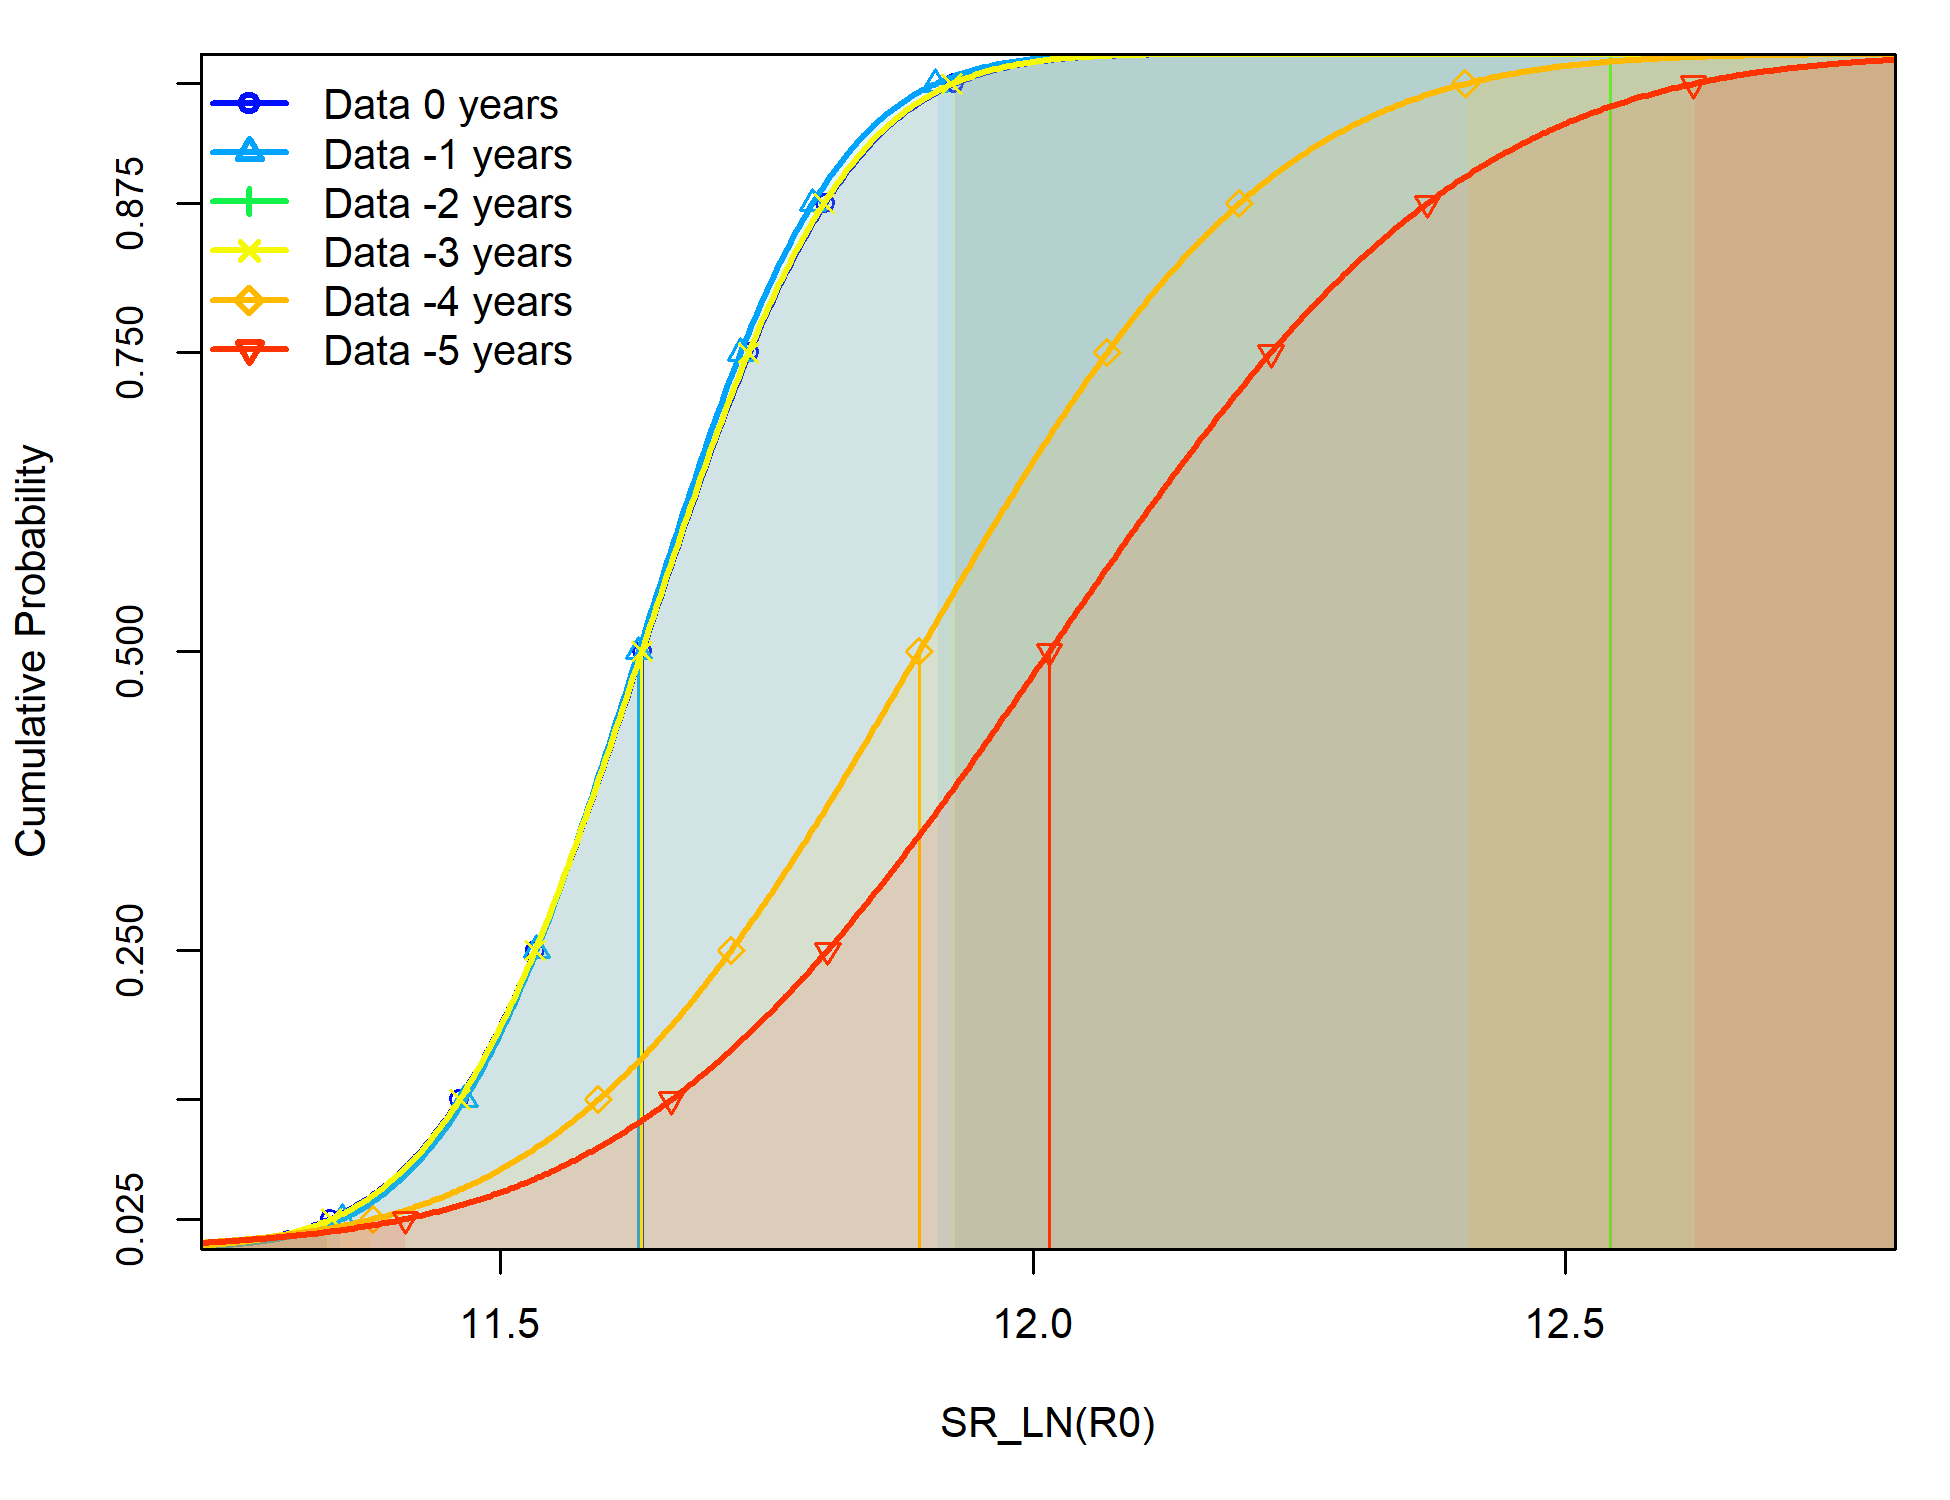 Data 0 years
Data -1 years
Data -2 years
Data -3 years
Data -4 years
Data -5 years
Cumulative Probability
0.875
0.750
0.500
0.250
0.025
11.5
12.0
12.5
SR_LN(R0)